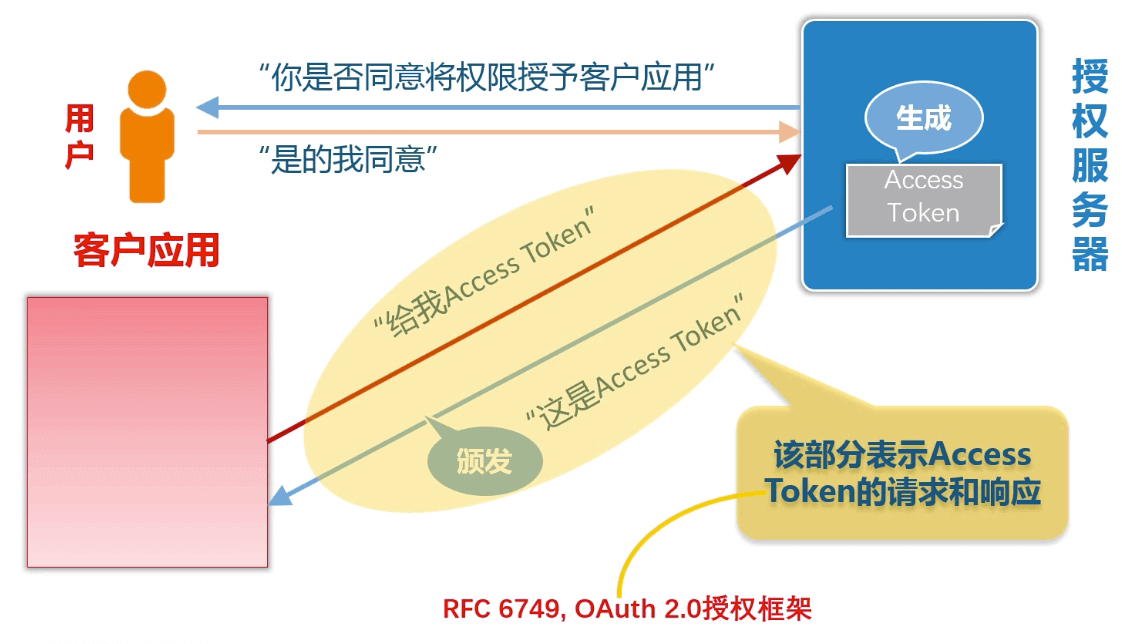 “你是否同意将权限授予客户应用”
用户
“是的我同意”
授权服务器
生成
Access
Token
客户应用
“给我Access Token”
“这是Access Token”
颁发
该部分表示Access
Token的请求和响应
RFC 6749, OAuth 2.0授权框架